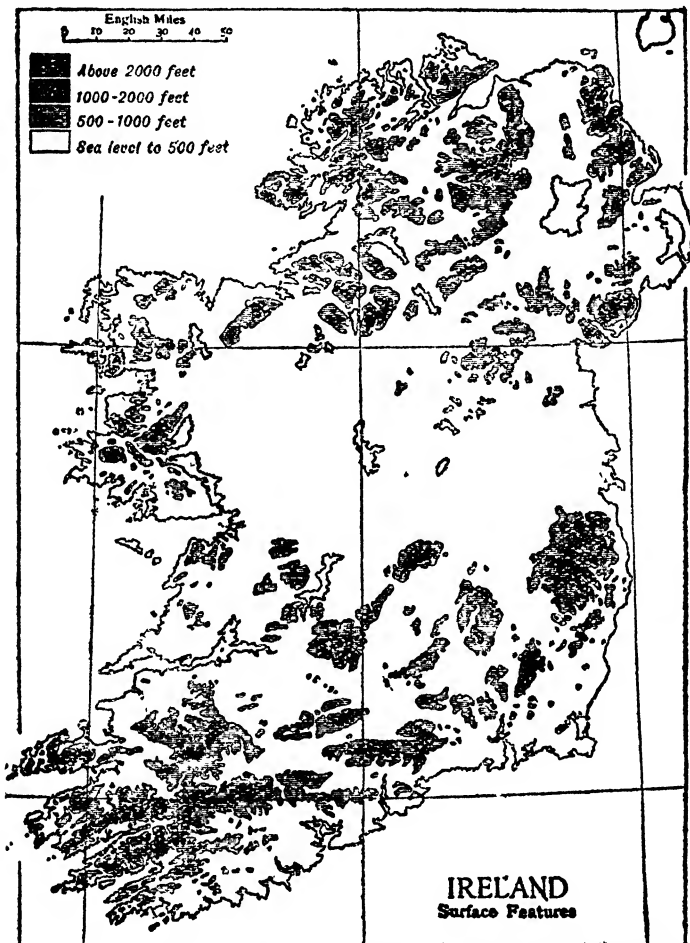 English Miles
0 10 20 30 40 50
Above 2000 feet
1000-2000 feet
500-1000 feet
Sea level to 500 feet
IRELAND
Surface Features